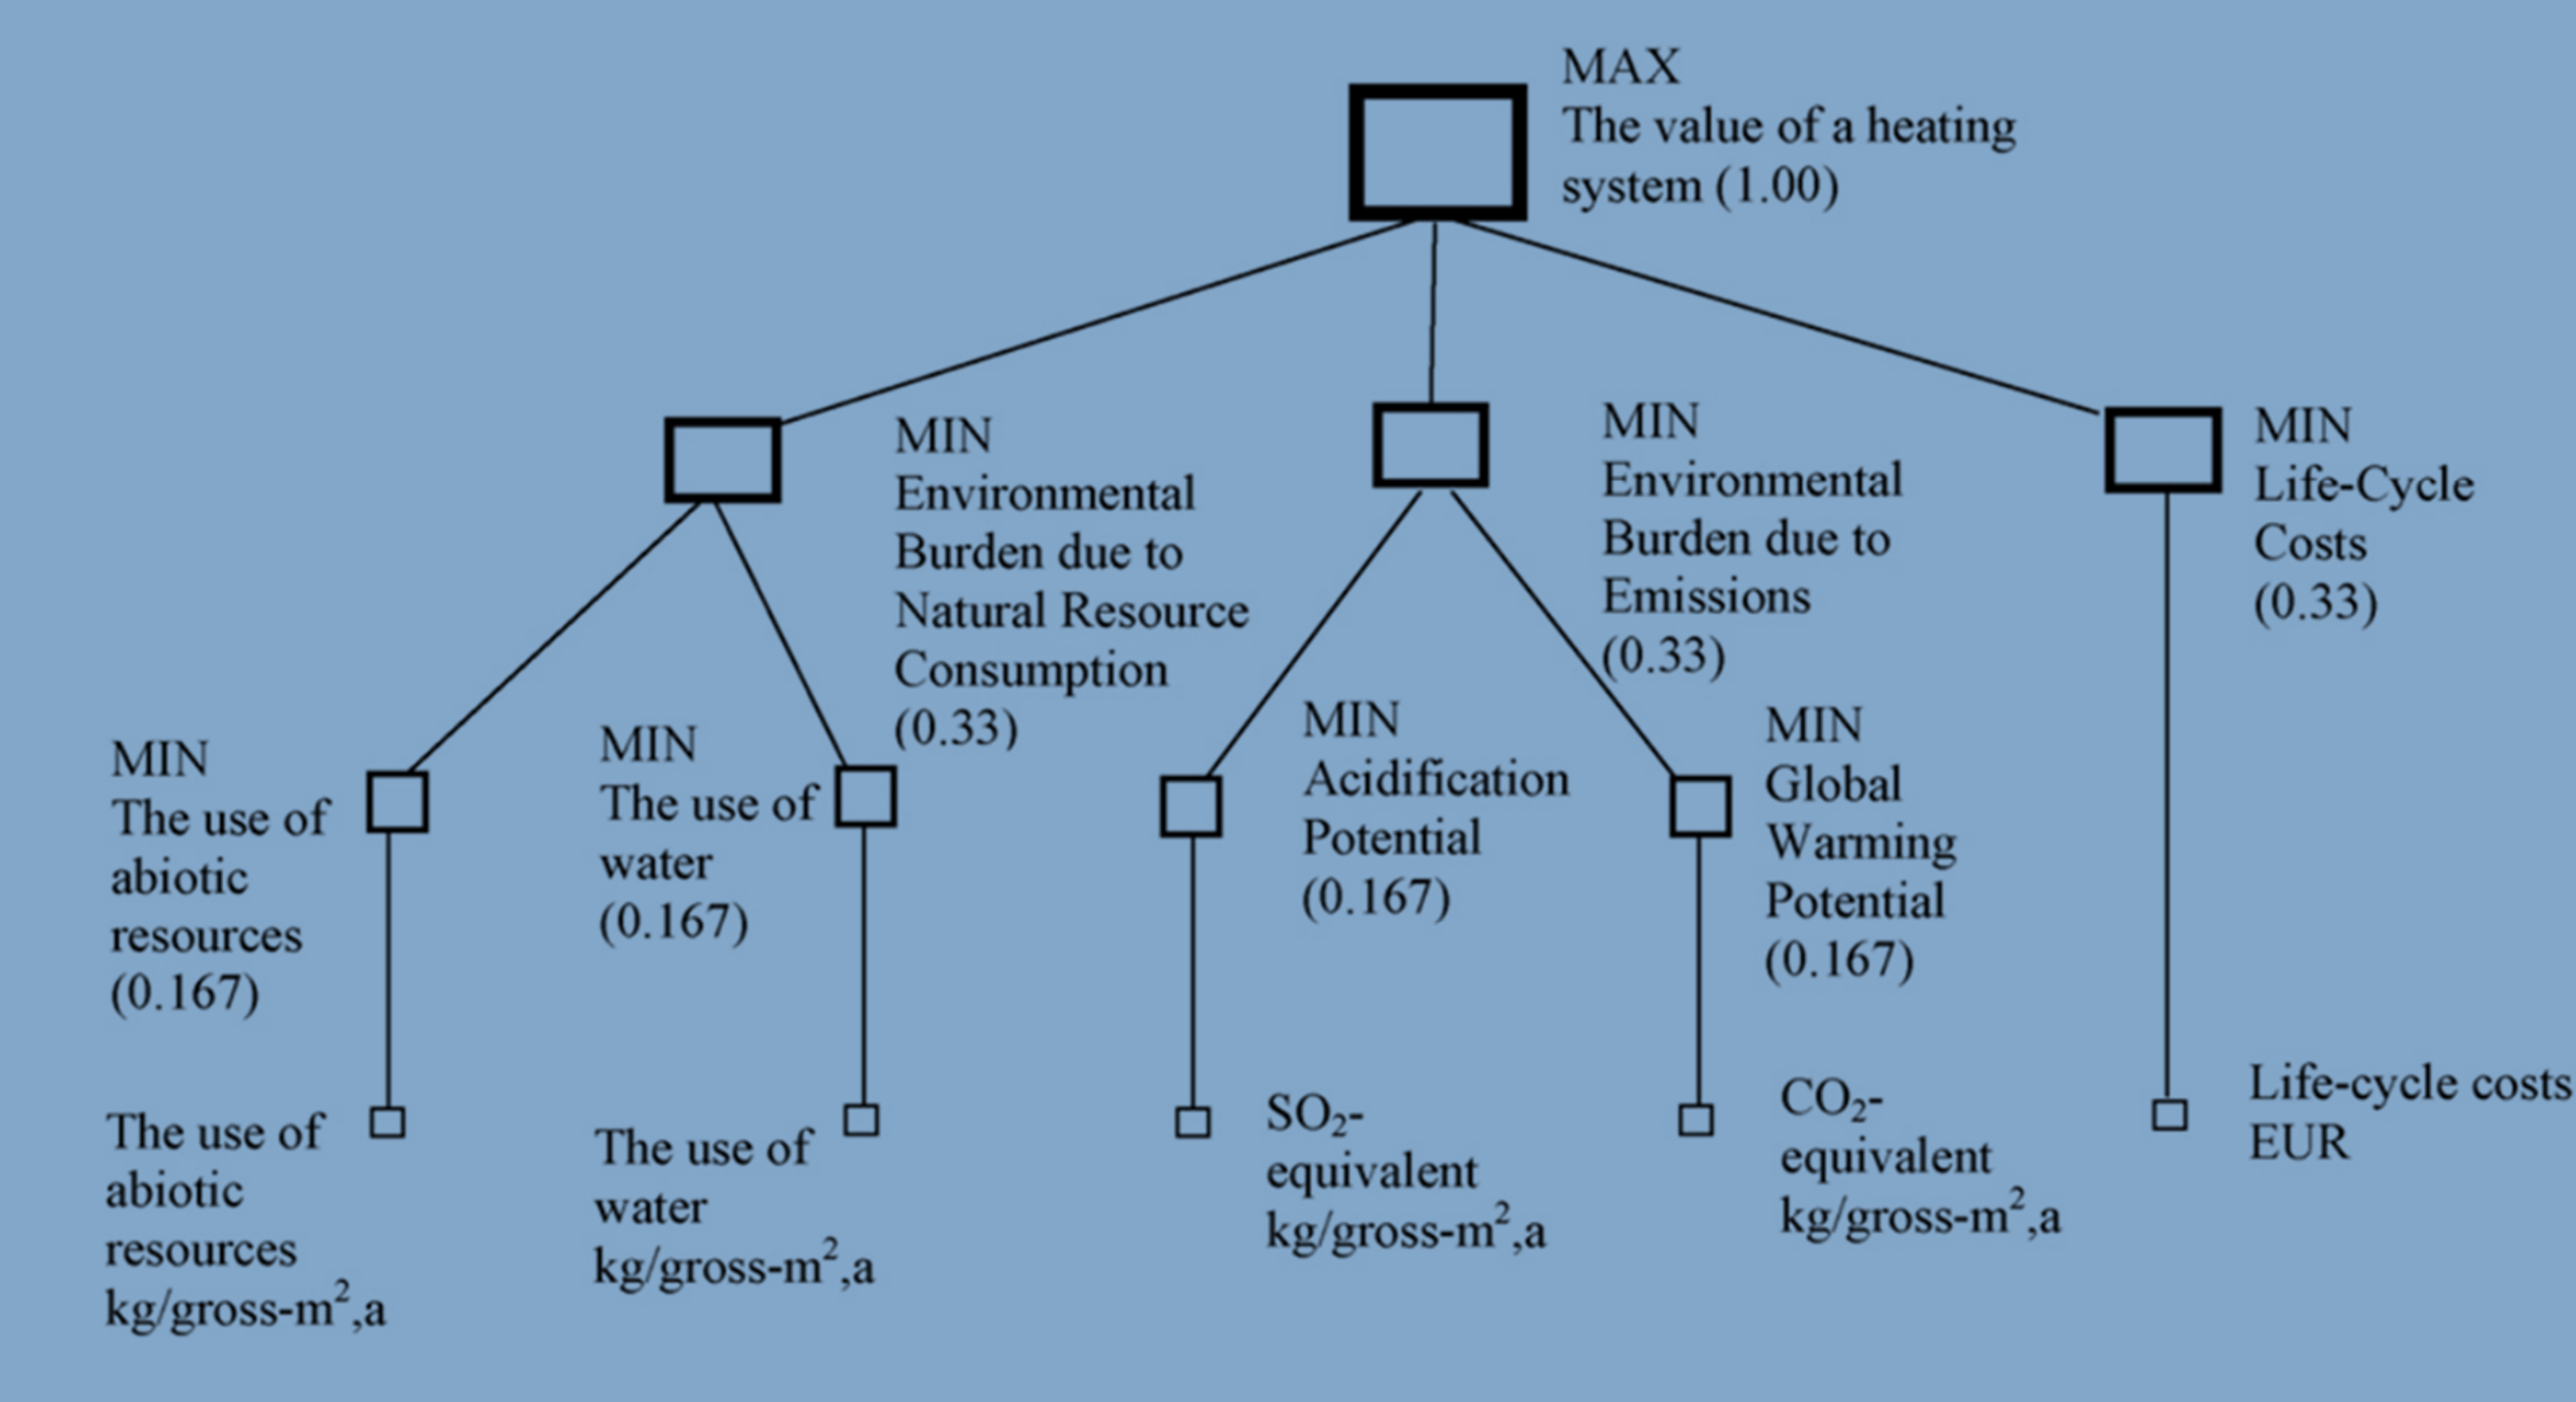 MAX
The value of a heating
system (1.00)
MIN
Environmental
Burden due to
Natural Resource
Consumption
(0.33)
MIN
Environmental
Burden due to
Emissions
(0.33)
MIN
Life-Cycle
Costs
(0.33)
MIN
The use of
abiotic
resources
(0.167)
MIN
The use of
water
(0.167)
MIN
Acidification
Potential
(0.167)
MIN
Global
Warming
Potential
(0.167)
The use of
abiotic
resources
kg/gross-m²,a
The use of
water
kg/gross-m²,a
SO₂-
equivalent
kg/gross-m²,a
CO₂-
equivalent
kg/gross-m²,a
Life-cycle costs
EUR